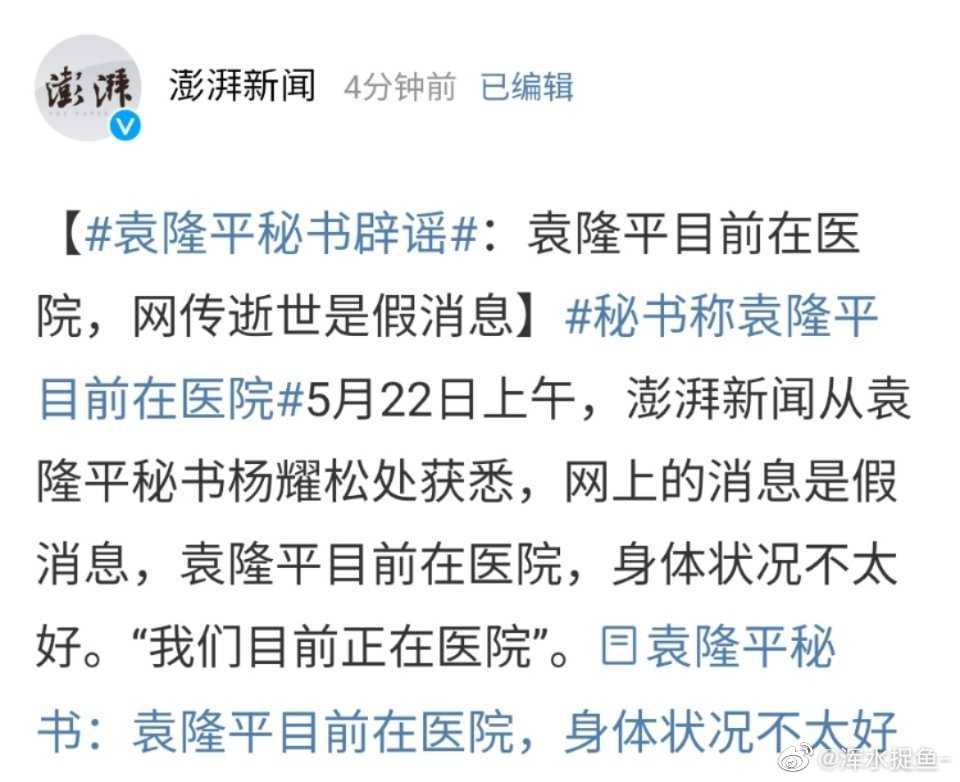 澎湃
澎湃新闻 4分钟前 已编辑
【#袁隆平秘书辟谣#：袁隆平目前在医
院，网传逝世是假消息】#秘书称袁隆平
目前在医院#5月22日上午，澎湃新闻从袁
隆平秘书杨耀松处获悉，网上的消息是假
消息，袁隆平目前在医院，身体状况不太
好。“我们目前正在医院”。袁隆平秘
书：袁隆平目前在医院，身体状况不太好
@浑水捉鱼-